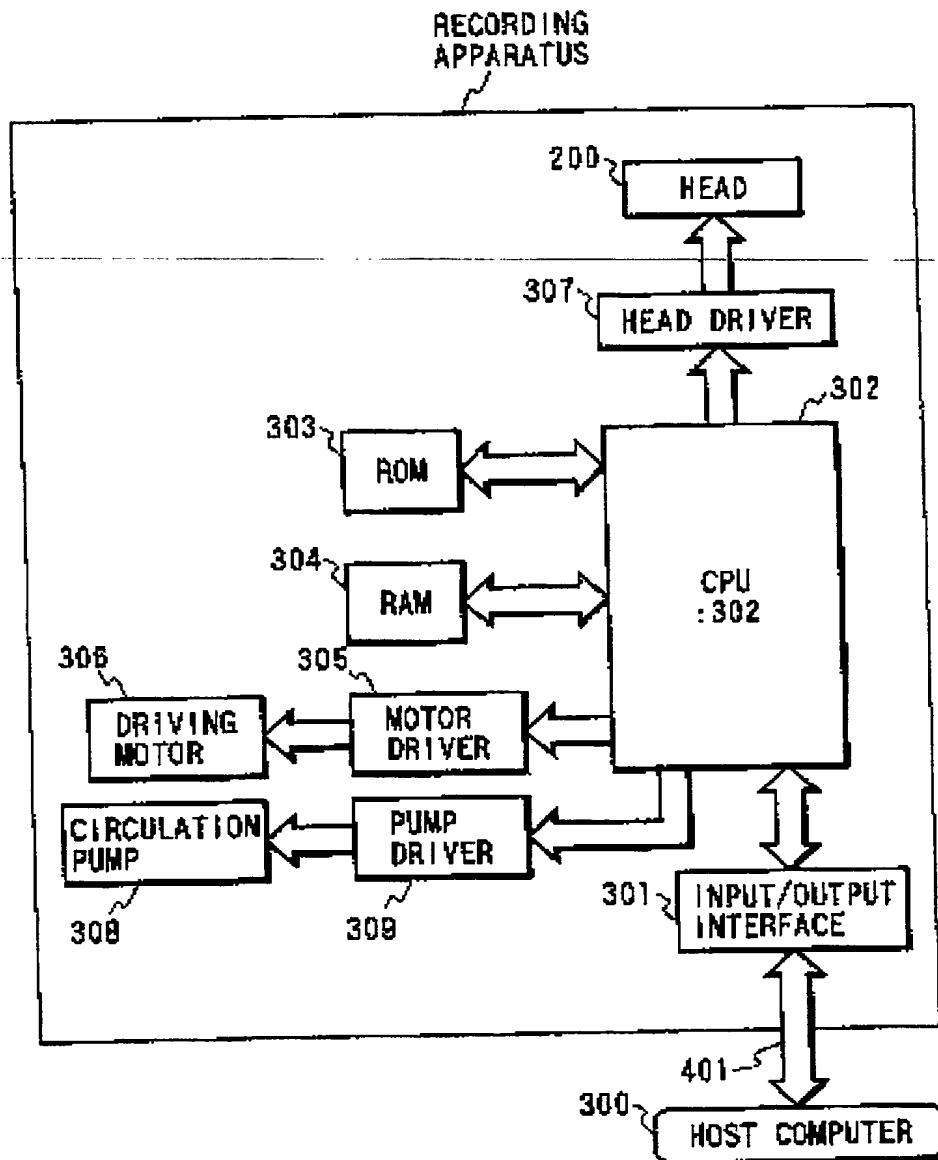 RECORDING
APPARATUS
200
HEAD
307
HEAD DRIVER
302
303
ROM
CPU
:302
304
RAM
306
305
DRIVING
MOTOR
MOTOR
DRIVER
CIRCULATION
PUMP
PUMP
DRIVER
308
309
301
INPUT/OUTPUT
INTERFACE
401
300
HOST COMPUTER